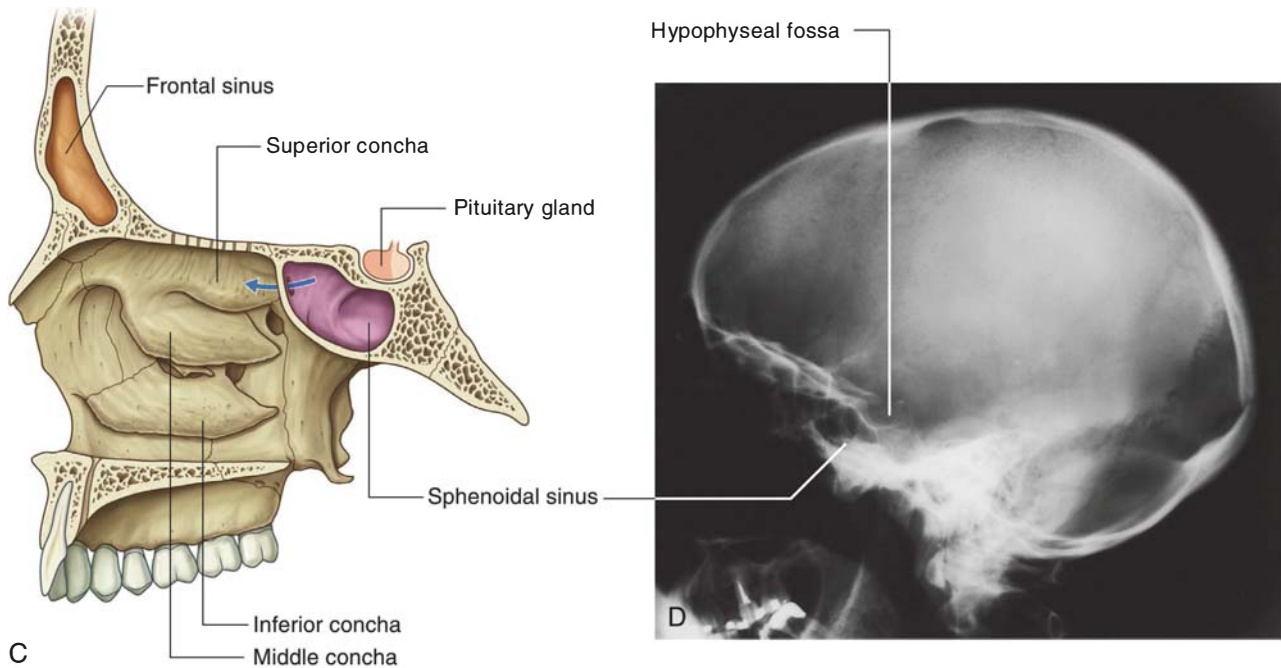 Hypophyseal fossa
Frontal sinus
Superior concha
Pituitary gland
Sphenoidal sinus
Inferior concha
Middle concha
C
D